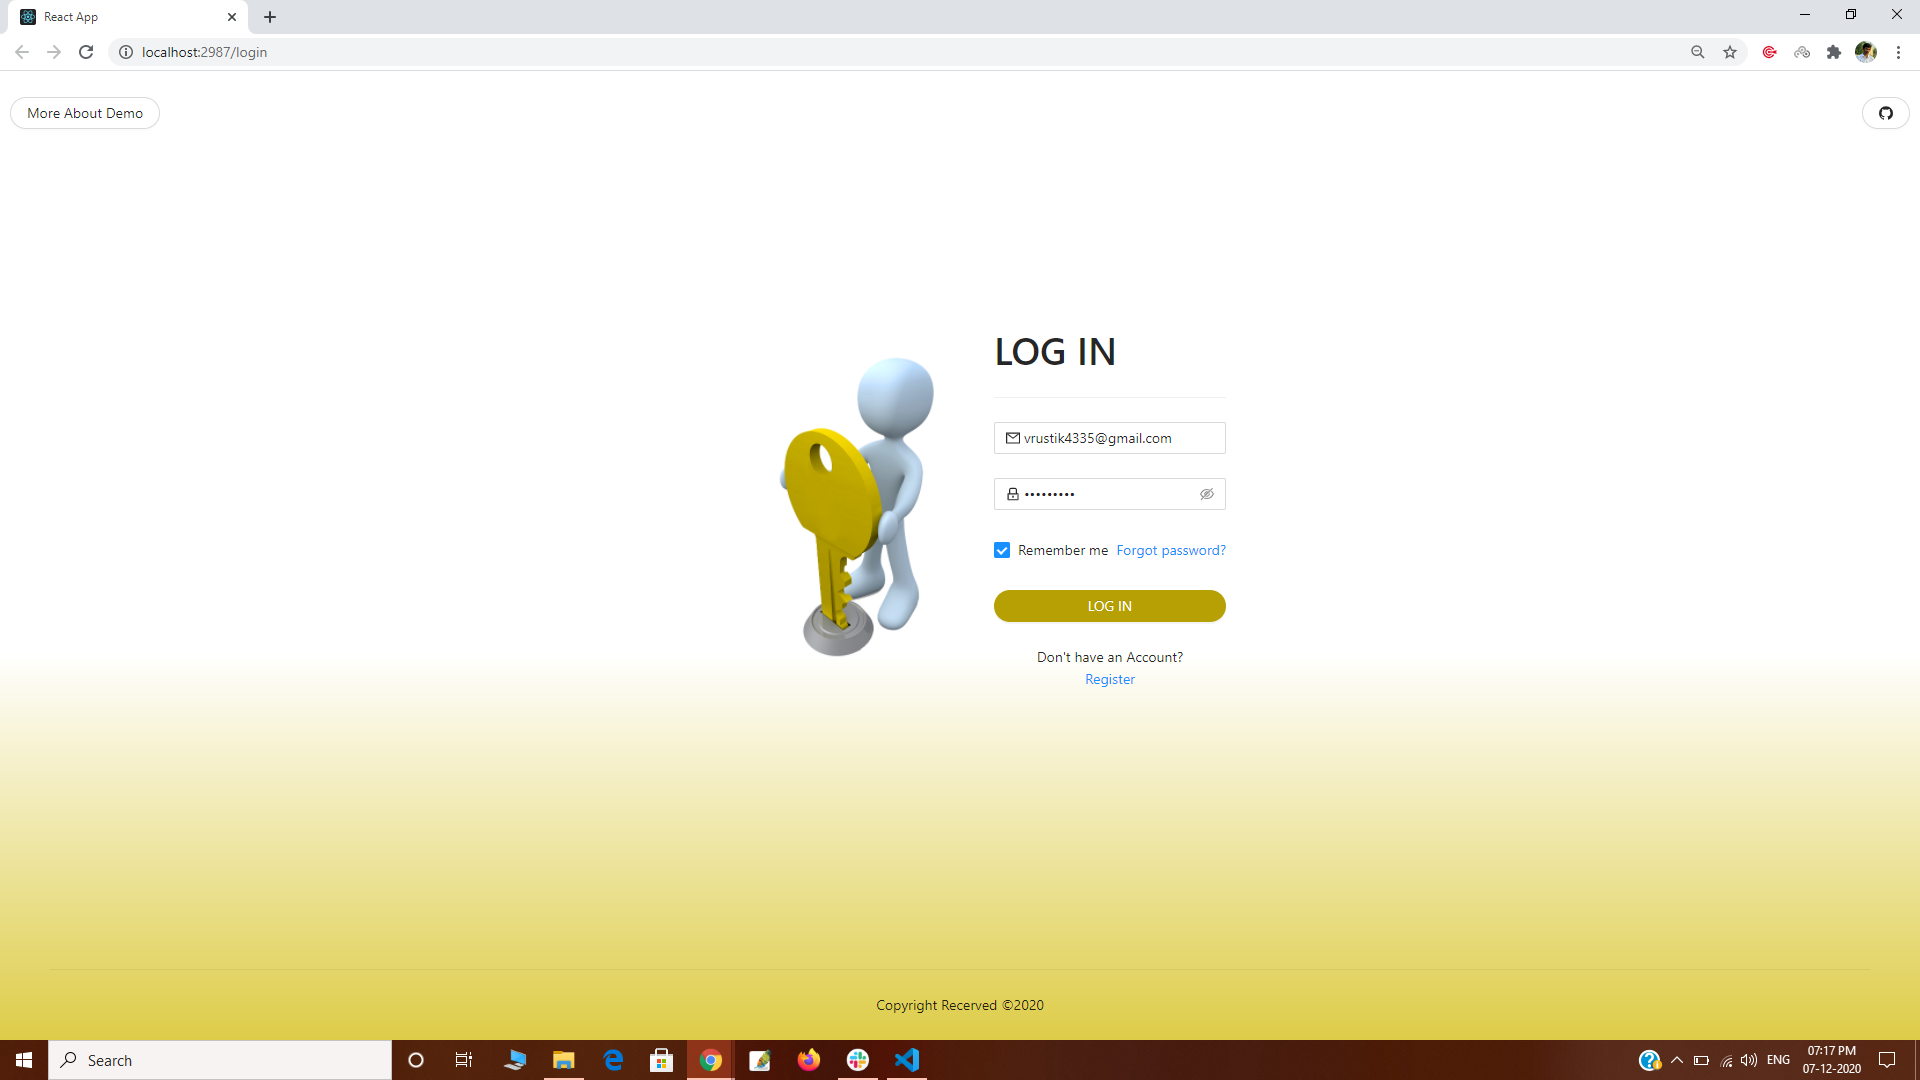 React App
localhost:2987/login
More About Demo
LOG IN
vrustik4335@gmail.com
•••••••••
Remember me Forgot password?
LOG IN
Don't have an Account?
Register
Copyright Recerved ©2020
Search
ENG
07:17 PM
07-12-2020